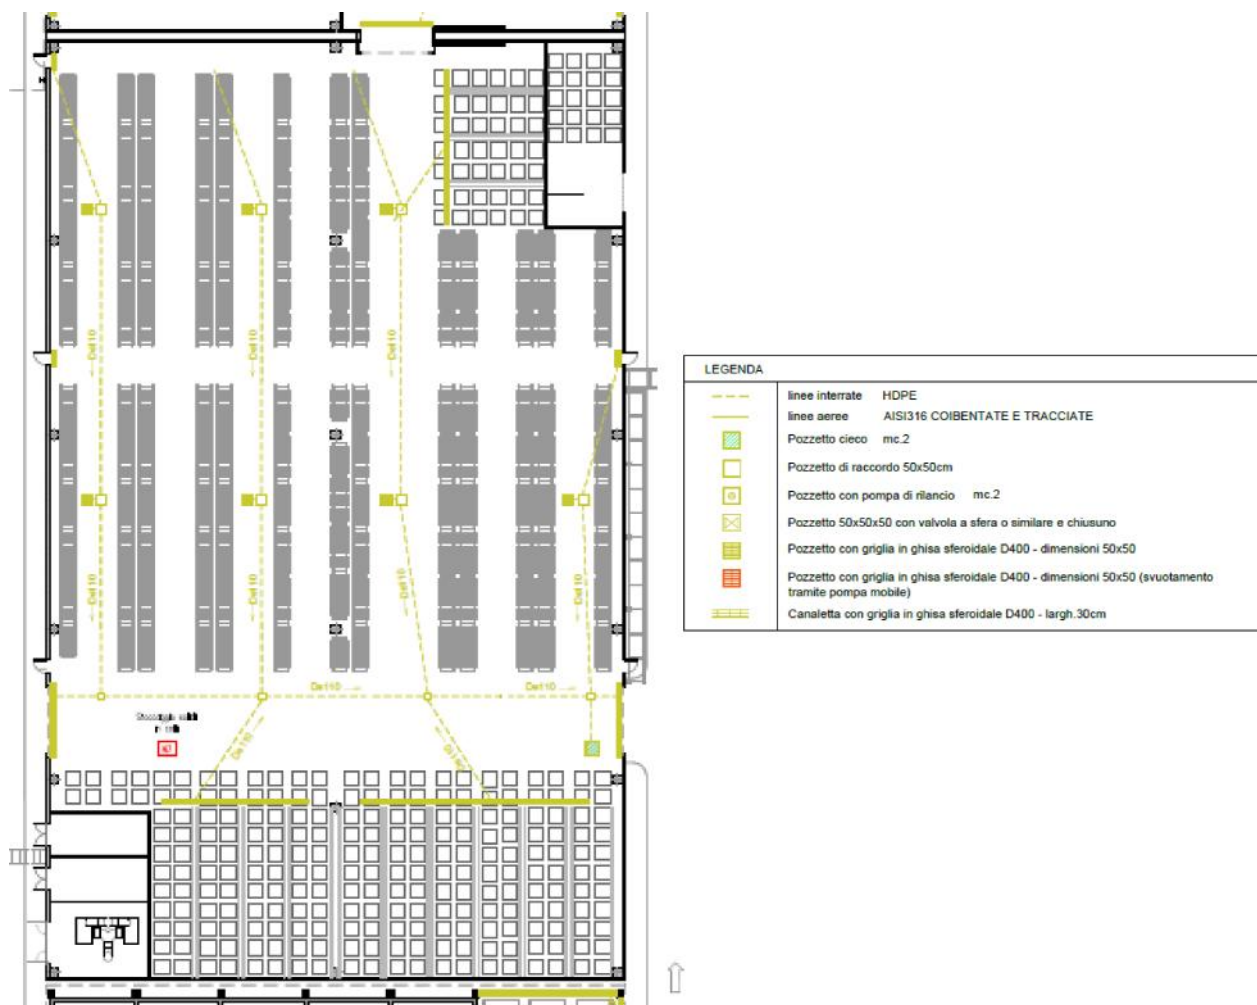 De110
De110
De110
De110
De110
De110
De110
De110
De110
De110
LEGENDA
linee interrate HDPE
linee aeree AISI316 COIBENTATE E TRACCIATE
Pozzetto cieco mc.2
Pozzetto di raccordo 50x50cm
Pozzetto con pompa di rilancio mc.2
Pozzetto 50x50x50 con valvola a sfera o similare e chiusuno
Pozzetto con griglia in ghisa sferoidale D400 - dimensioni 50x50
Pozzetto con griglia in ghisa sferoidale D400 - dimensioni 50x50 (svuotamento
tramite pompa mobile)
Canaletta con griglia in ghisa sferoidale D400 - largh.30cm